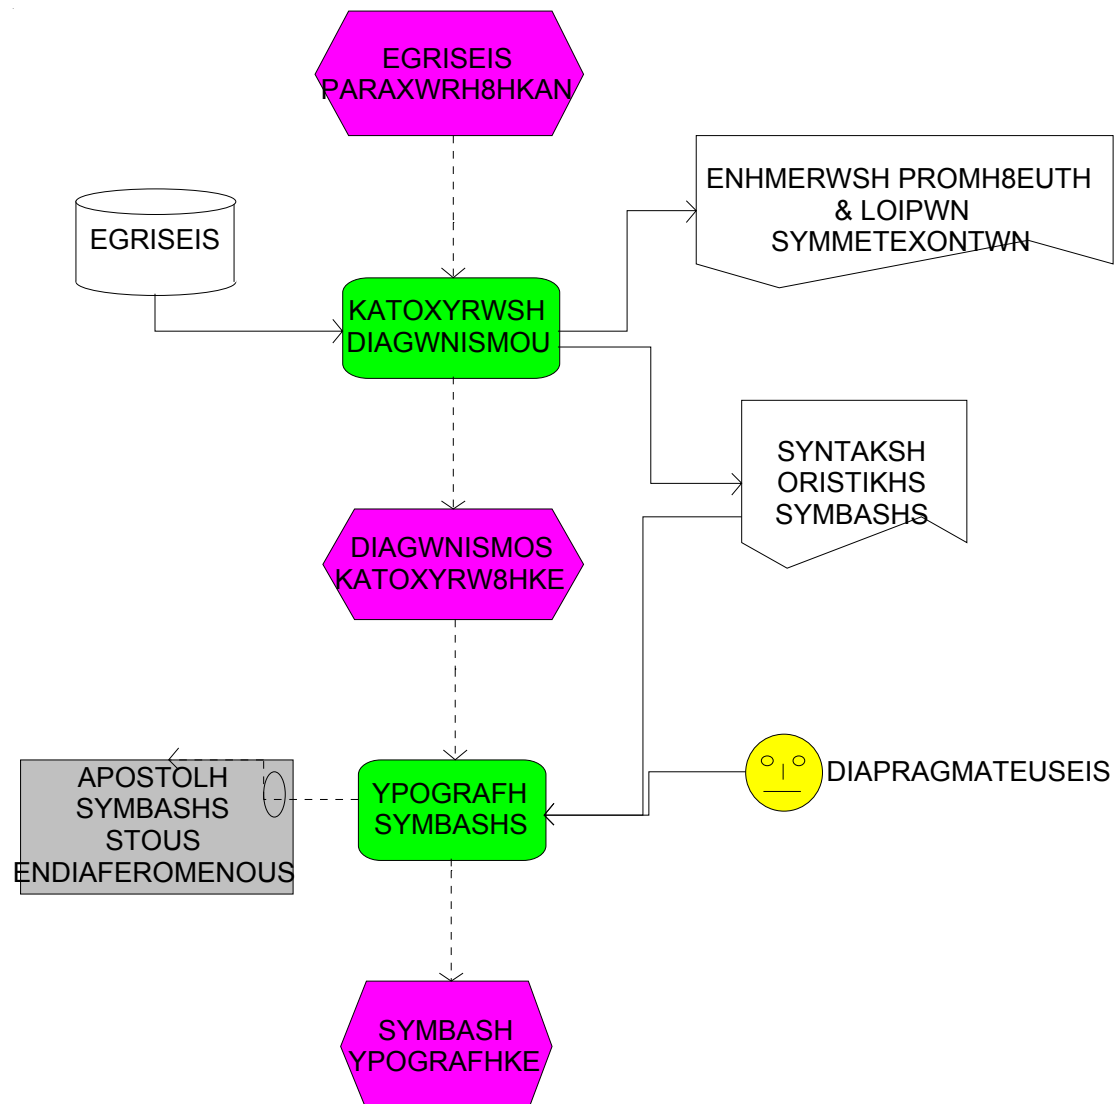 EGRISEIS
PARAXWRH8HKAN
ENHMERWSH PROMH8EUTH
& LOIPWN
SYMMETEXONTWN
EGRISEIS
KATOXYRWSH
DIAGWNISMOU
SYNTAKSH
ORISTIKHS
SYMBASHS
DIAGWNISMOS
KATOXYRW8HKE
APOSTOLH
SYMBASHS
STOUS
ENDIAFEROMENOUS
YPOGRAFH
SYMBASHS
DIAPRAGMATEUSEIS
SYMBASH
YPOGRAFHKE